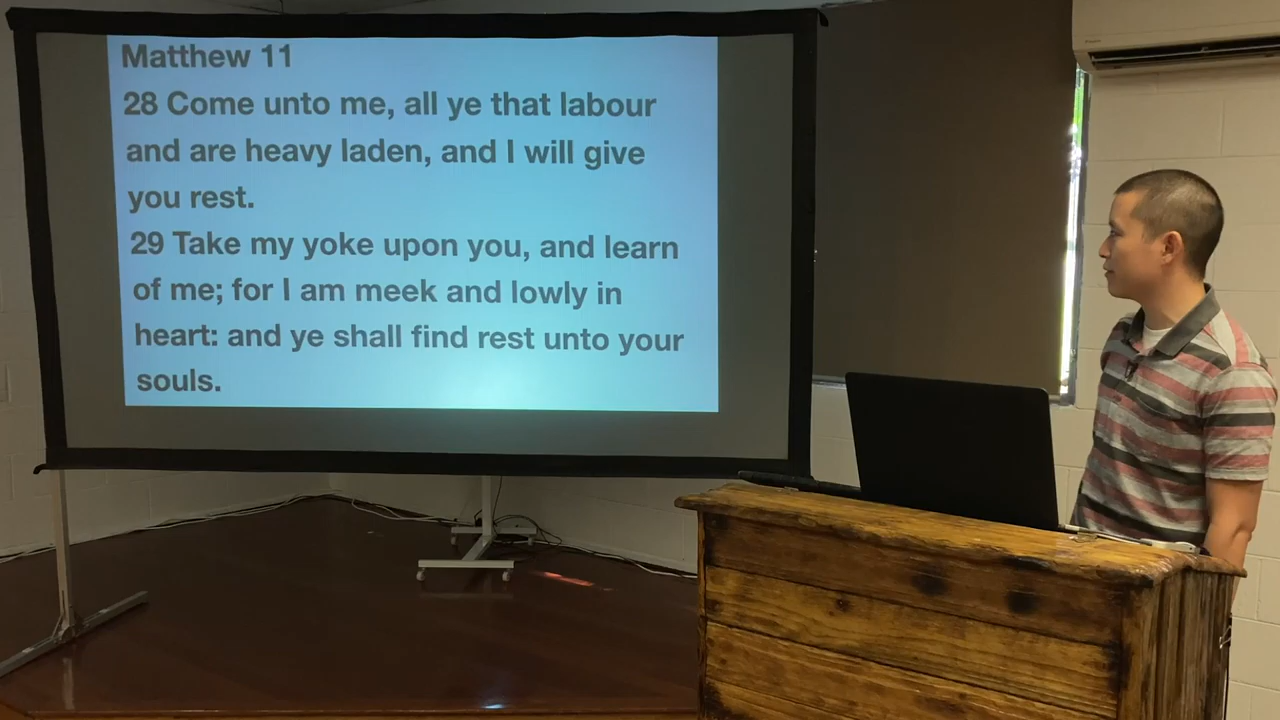 Matthew 11
28 Come unto me, all ye that labour
and are heavy laden, and I will give
you rest.
29 Take my yoke upon you, and learn
of me; for I am meek and lowly in
heart: and ye shall find rest unto your
souls.